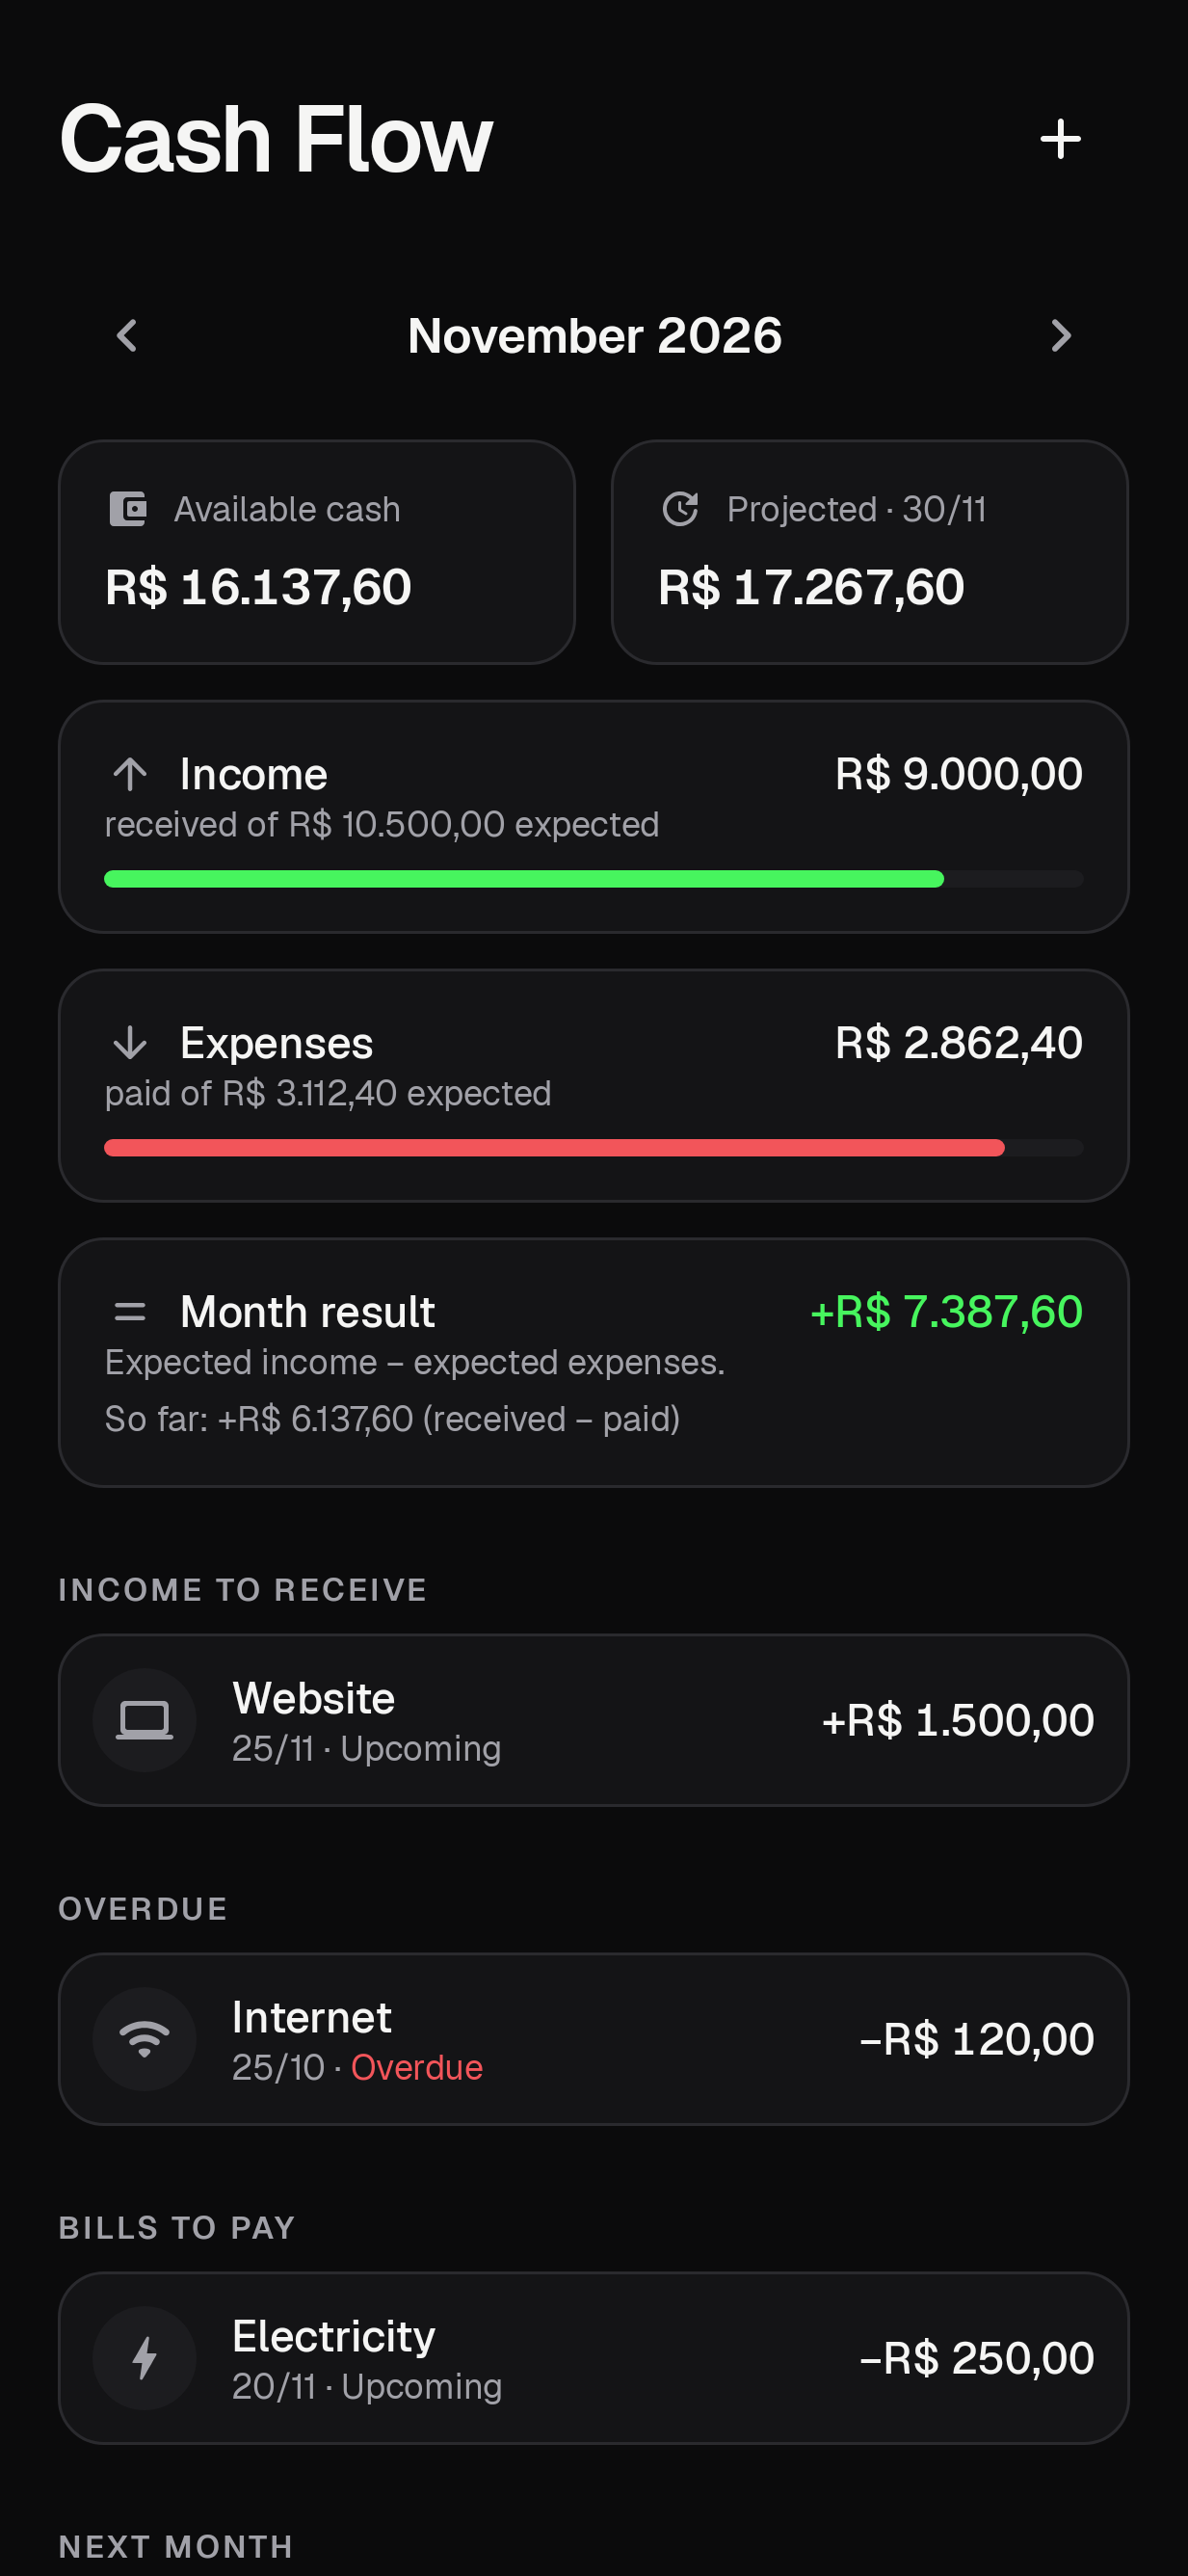 Cash Flow
November 2026
Available cash
R$ 16.137,60
Projected · 30/11
R$ 17.267,60
Income
R$ 9.000,00
received of R$ 10.500,00 expected
Expenses
R$ 2.862,40
paid of R$ 3.112,40 expected
Month result
+R$ 7.387,60
Expected income – expected expenses.
So far: +R$ 6.137,60 (received – paid)
INCOME TO RECEIVE
Website
25/11 · Upcoming
+R$ 1.500,00
OVERDUE
Internet
25/10 · Overdue
–R$ 120,00
BILLS TO PAY
Electricity
20/11 · Upcoming
–R$ 250,00
NEXT MONTH